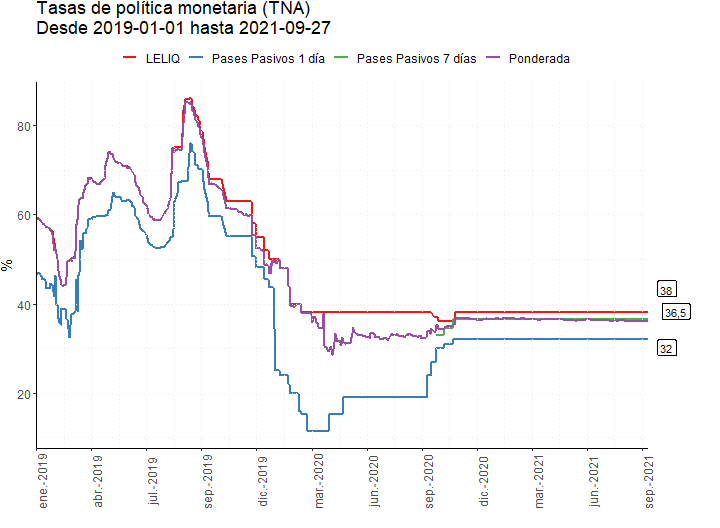 Tasas de política monetaria (TNA)
Desde 2019-01-01 hasta 2021-09-27
LELIQ
Pases Pasivos 1 día
Pases Pasivos 7 días
Ponderada
%
80
60
40
20
38
36,5
32
ene.-2019
abr.-2019
jul.-2019
sep.-2019
dic.-2019
mar.-2020
jun.-2020
sep.-2020
dic.-2020
mar.-2021
jun.-2021
sep.-2021